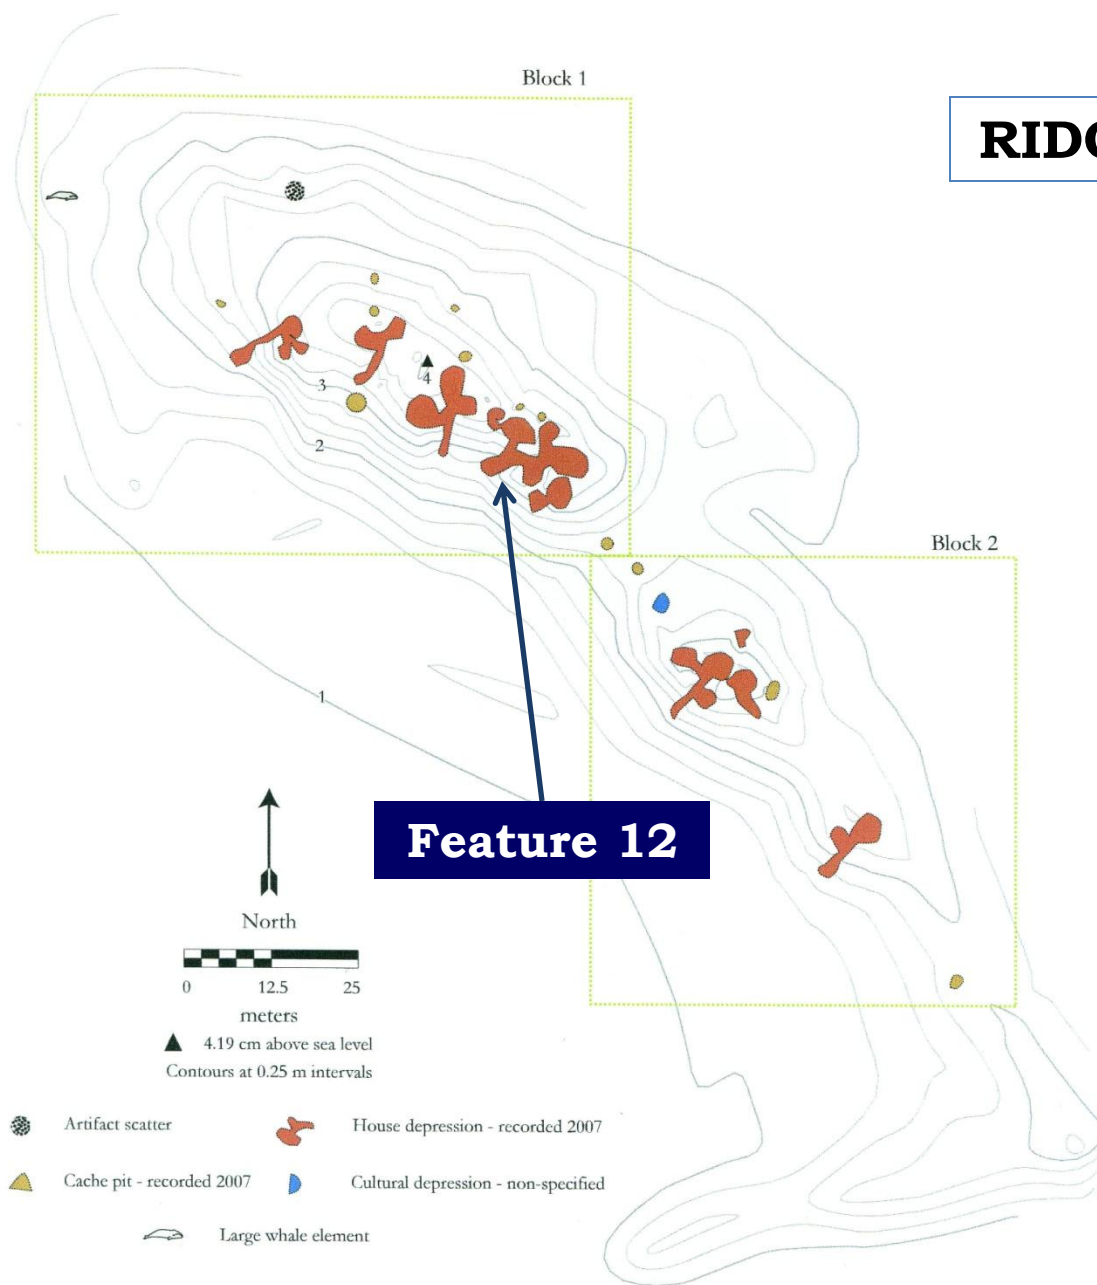 Block 1
4
3
2
Block 2
1
Feature 12
North
0 12.5 25
meters
4.19 cm above sea level
Contours at 0.25 m intervals
Artifact scatter
House depression - recorded 2007
Cache pit - recorded 2007
Cultural depression - non-specified
Large whale element